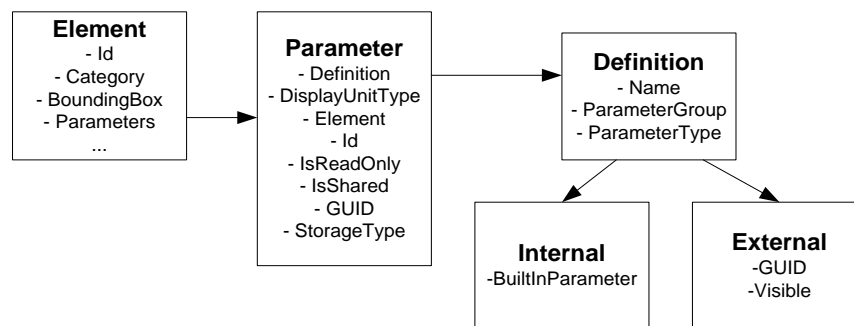 Element
- Id
- Category
- BoundingBox
- Parameters
...
Parameter
- Definition
- DisplayUnitType
- Element
- Id
- IsReadOnly
- IsShared
- GUID
- StorageType
Definition
- Name
- ParameterGroup
- ParameterType
Internal
-BuiltInParameter
External
-GUID
-Visible